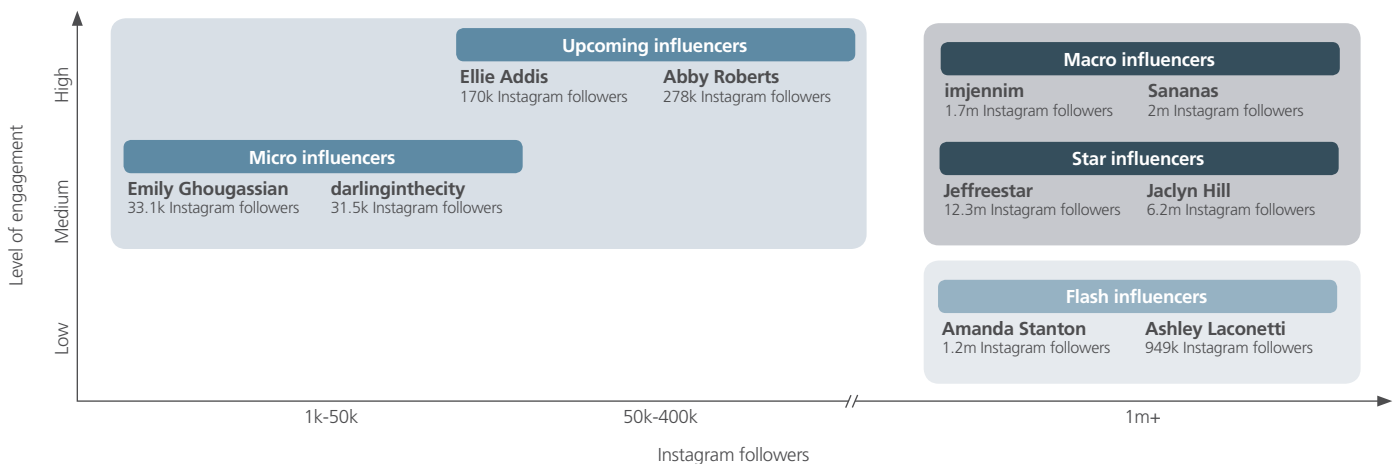 Level of engagement
High
Medium
Low
Upcoming influencers
Ellie Addis
170k Instagram followers
Abby Roberts
278k Instagram followers
Micro influencers
Emily Ghougassian
33.1k Instagram followers
darlinginthecity
31.5k Instagram followers
Macro influencers
imjennim
1.7m Instagram followers
Sananas
2m Instagram followers
Star influencers
Jeffreestar
12.3m Instagram followers
Jaclyn Hill
6.2m Instagram followers
Flash influencers
Amanda Stanton
1.2m Instagram followers
Ashley Laconetti
949k Instagram followers
1k-50k
50k-400k
1m+
Instagram followers